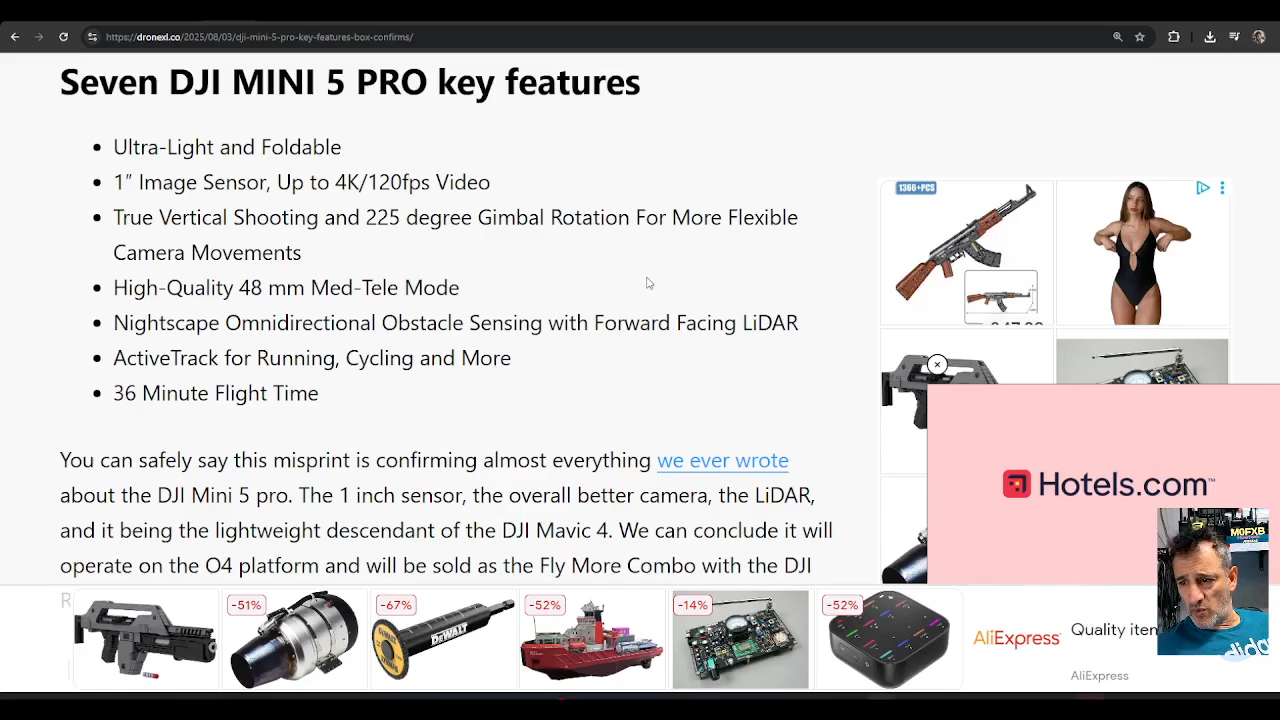 https://dronexl.co/2025/08/03/dji-mini-5-pro-key-features-box-confirms/
Seven DJI MINI 5 PRO key features
• Ultra-Light and Foldable
• 1″ Image Sensor, Up to 4K/120fps Video
• True Vertical Shooting and 225 degree Gimbal Rotation For More Flexible
Camera Movements
• High-Quality 48 mm Med-Tele Mode
• Nightscape Omnidirectional Obstacle Sensing with Forward Facing LiDAR
• ActiveTrack for Running, Cycling and More
• 36 Minute Flight Time
You can safely say this misprint is confirming almost everything we ever wrote
about the DJI Mini 5 pro. The 1 inch sensor, the overall better camera, the LiDAR,
and it being the lightweight descendant of the DJI Mavic 4. We can conclude it will
operate on the O4 platform and will be sold as the Fly More Combo with the DJI
1366+PCS
Hotels.com
M0FXB
-51%
-67%
DEWALT
-52%
-14%
-52%
AliExpress
Quality item
AliExpress